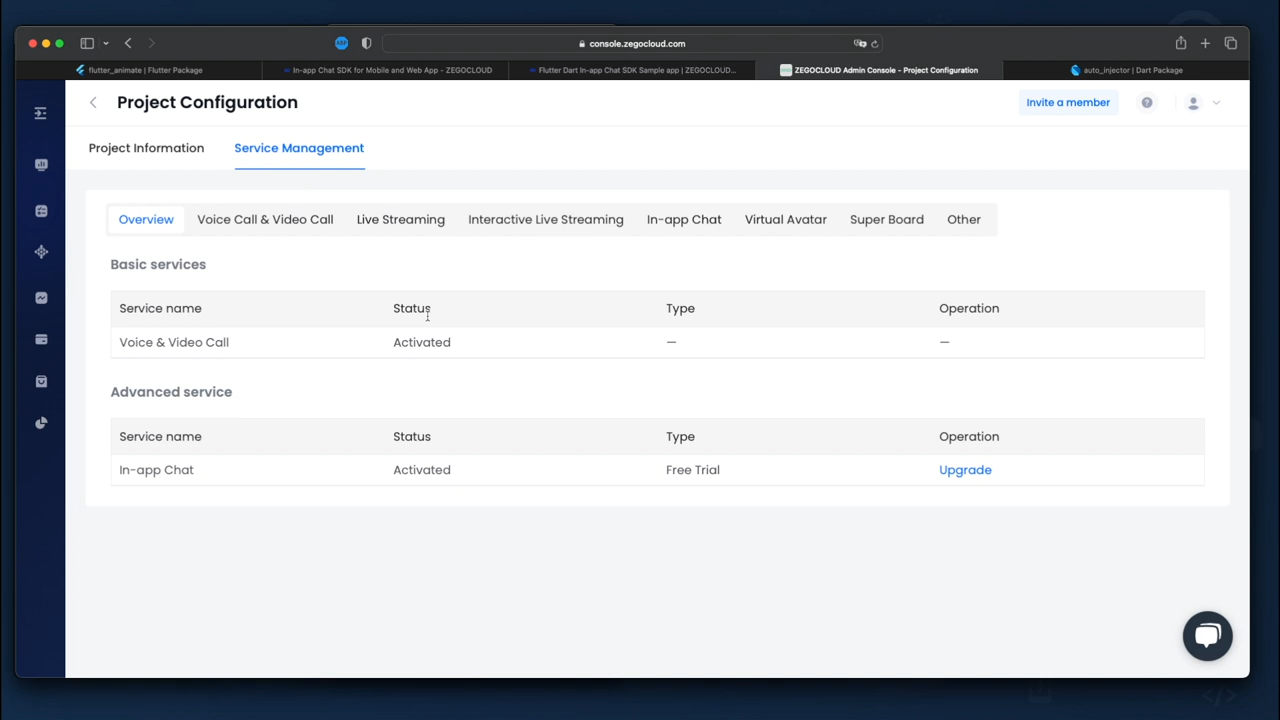 console.zegocloud.com
flutter_animate | Flutter Package
In-app Chat SDK for Mobile and Web App - ZEGOCLOUD
Flutter Dart In-app Chat SDK Sample app | ZEGOCLOUD...
ZEGOCLOUD Admin Console - Project Configuration
auto_injector | Dart Package
Project Configuration
Invite a member
Project Information
Service Management
Overview
Voice Call & Video Call
Live Streaming
Interactive Live Streaming
In-app Chat
Virtual Avatar
Super Board
Other
Basic services
Service name Status Type Operation
Voice & Video Call Activated — —
Advanced service
Service name Status Type Operation
In-app Chat Activated Free Trial Upgrade